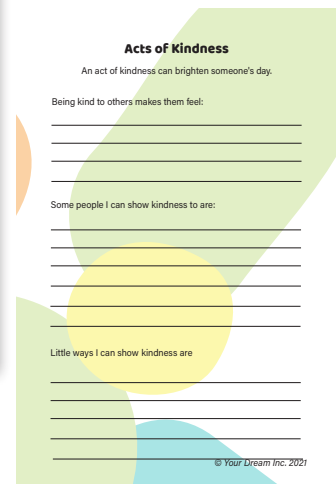 Acts of Kindness
An act of kindness can brighten someone's day.
Being kind to others makes them feel:
Some people I can show kindness to are:
Little ways I can show kindness are
© Your Dream Inc. 2021